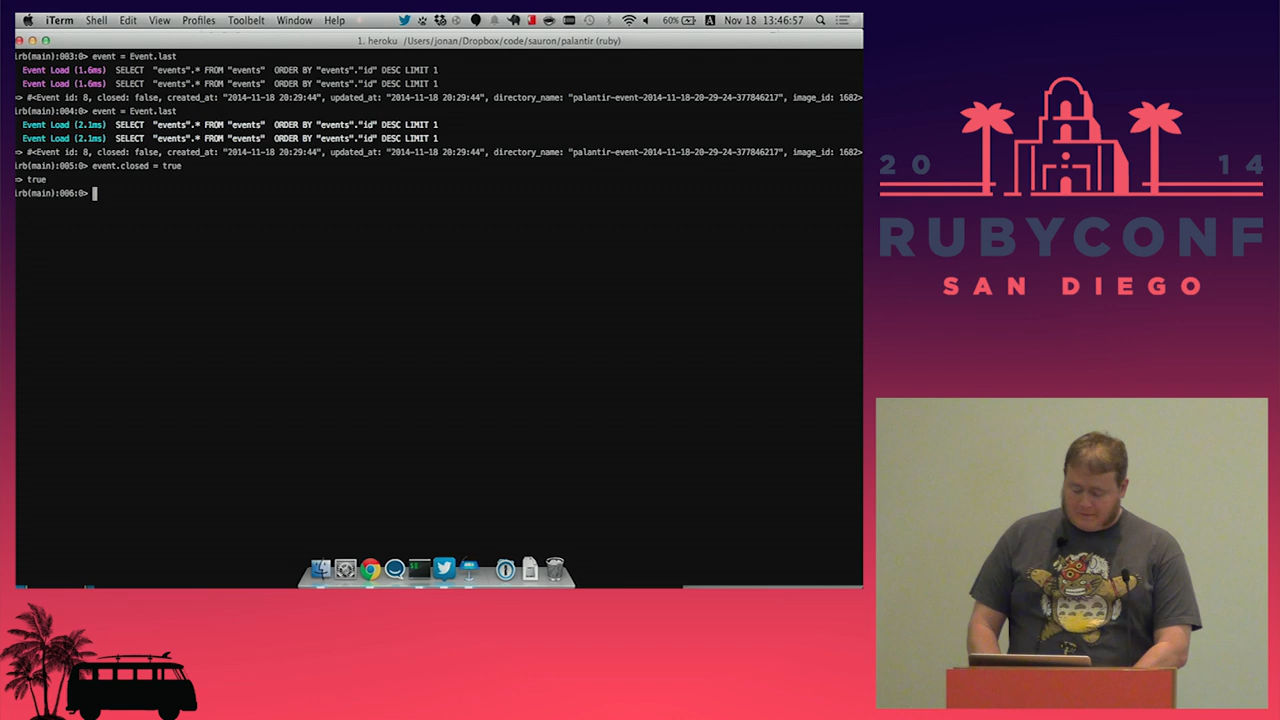 iTerm Shell Edit View Profiles Toolbelt Window Help 60% A Nov 18 13:46:57
1. heroku /Users/jonan/Dropbox/code/sauron/palantir (ruby)
irb(main):003:0> event = Event.last
Event Load (1.6ms) SELECT "events".* FROM "events" ORDER BY "events"."id" DESC LIMIT 1
Event Load (1.6ms) SELECT "events".* FROM "events" ORDER BY "events"."id" DESC LIMIT 1
=> #<Event id: 8, closed: false, created_at: "2014-11-18 20:29:44", updated_at: "2014-11-18 20:29:44", directory_name: "palantir-event-2014-11-18-20-29-24-377846217", image_id: 1682>
irb(main):004:0> event = Event.last
Event Load (2.1ms) SELECT "events".* FROM "events" ORDER BY "events"."id" DESC LIMIT 1
Event Load (2.1ms) SELECT "events".* FROM "events" ORDER BY "events"."id" DESC LIMIT 1
=> #<Event id: 8, closed: false, created_at: "2014-11-18 20:29:44", updated_at: "2014-11-18 20:29:44", directory_name: "palantir-event-2014-11-18-20-29-24-377846217", image_id: 1682>
irb(main):005:0> event.closed = true
=> true
irb(main):006:0>
20 14
RUBYCONF
SAN DIEGO